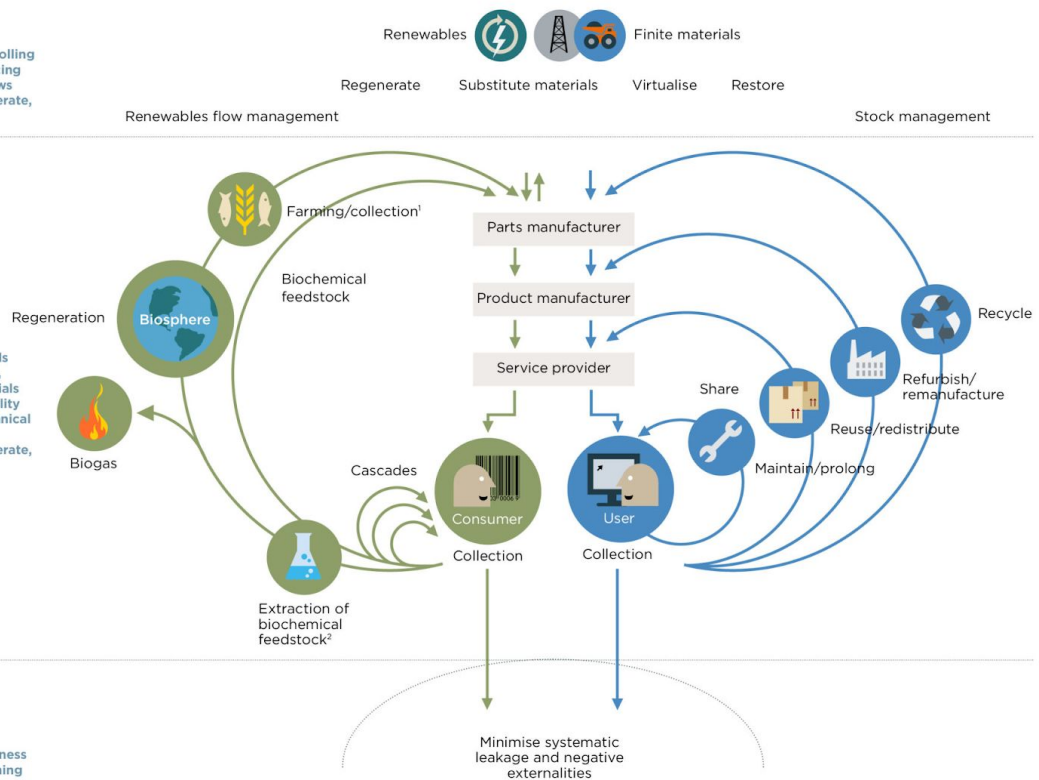 Renewables
Finite materials
Regenerate
Substitute materials
Virtualise
Restore
Renewables flow management
Stock management
Farming/collection¹
Parts manufacturer
Biochemical
feedstock
Regeneration
Biosphere
Product manufacturer
Recycle
Service provider
Share
Refurbish/
remanufacture
Reuse/redistribute
Biogas
Cascades
Maintain/prolong
Consumer
User
Collection
Collection
Extraction of
biochemical
feedstock²
Minimise systematic
leakage and negative
externalities